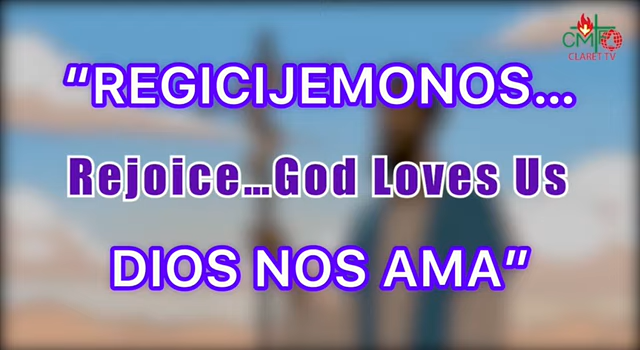 CMF
CLARET TV
"REGICIJEMONOS...
Rejoice...God Loves Us
DIOS NOS AMA"